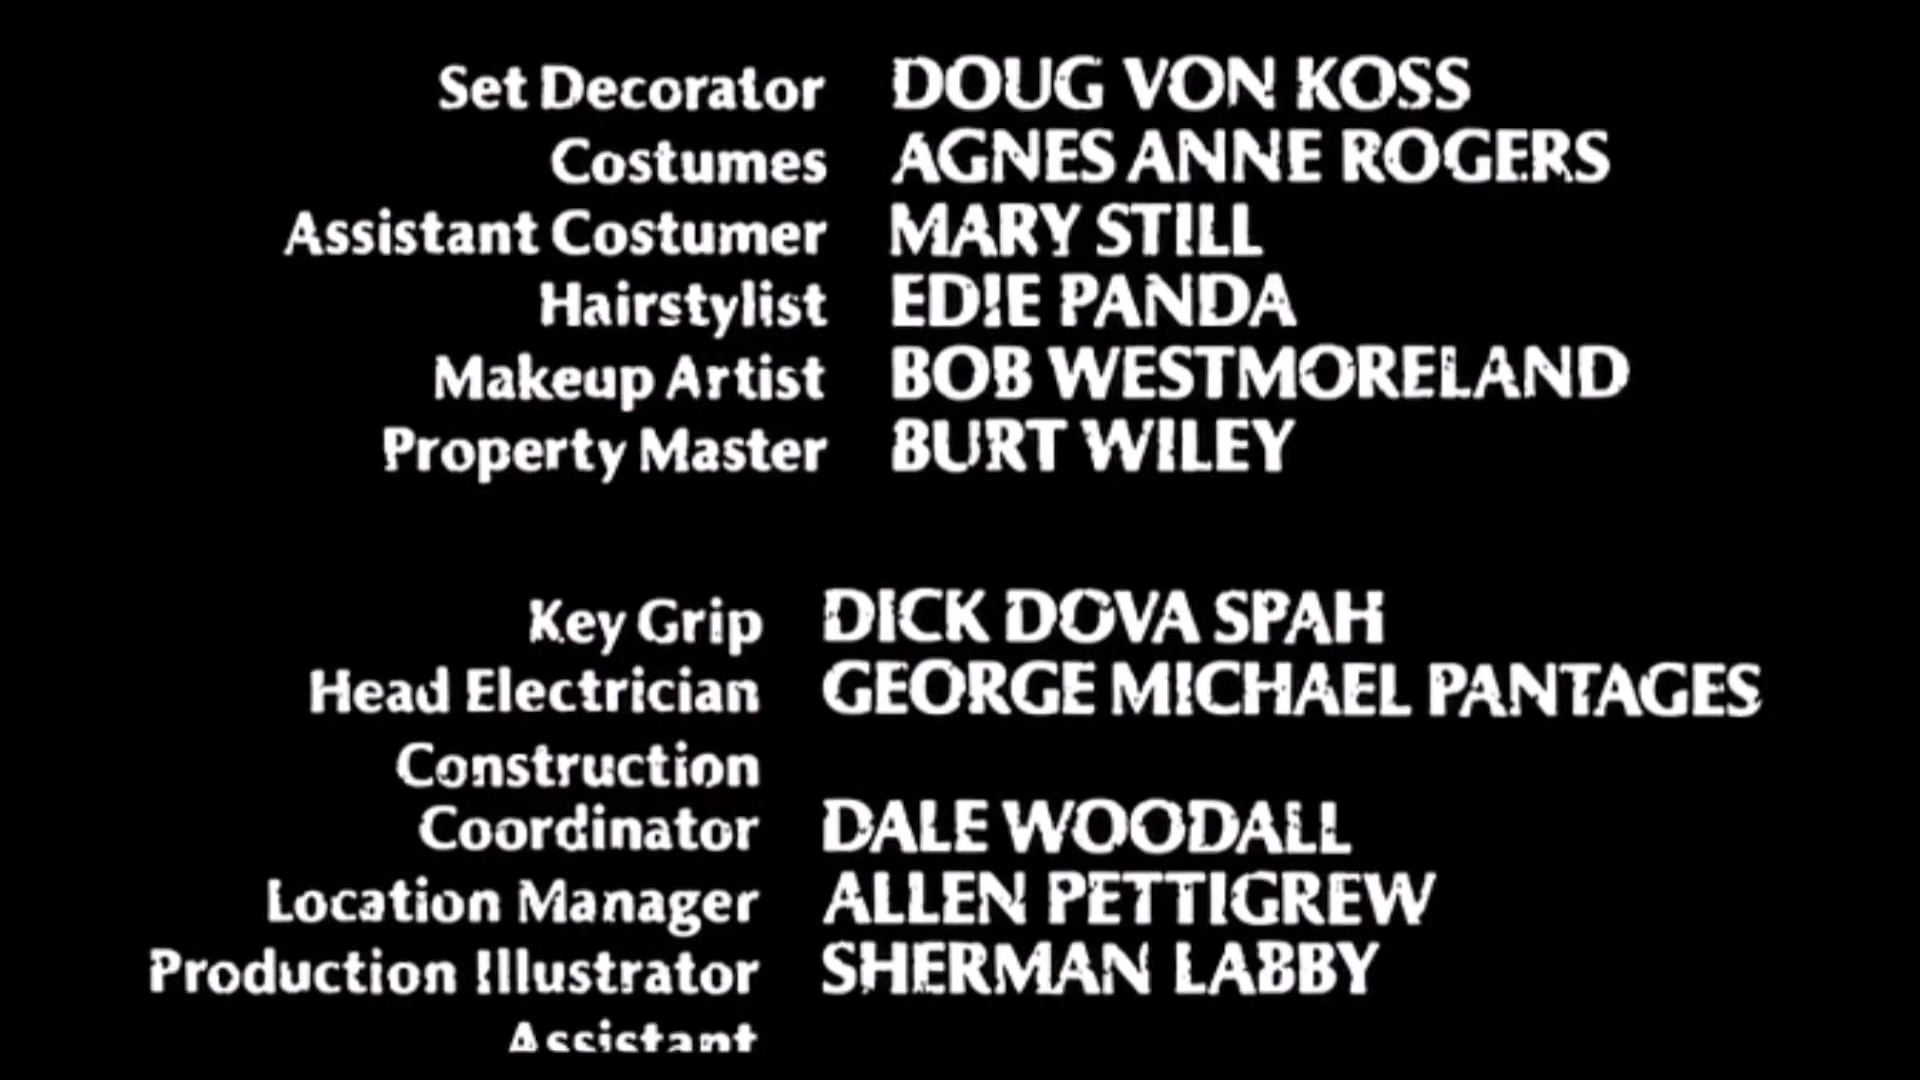 Set Decorator DOUG VON KOSS
Costumes AGNES ANNE ROGERS
Assistant Costumer MARY STILL
Hairstylist EDIE PANDA
Makeup Artist BOB WESTMORELAND
Property Master BURT WILEY
Key Grip DICK DOVA SPAH
Head Electrician GEORGE MICHAEL PANTAGES
Construction
Coordinator DALE WOODALL
Location Manager ALLEN PETTIGREW
Production Illustrator SHERMAN LABBY
Assistant